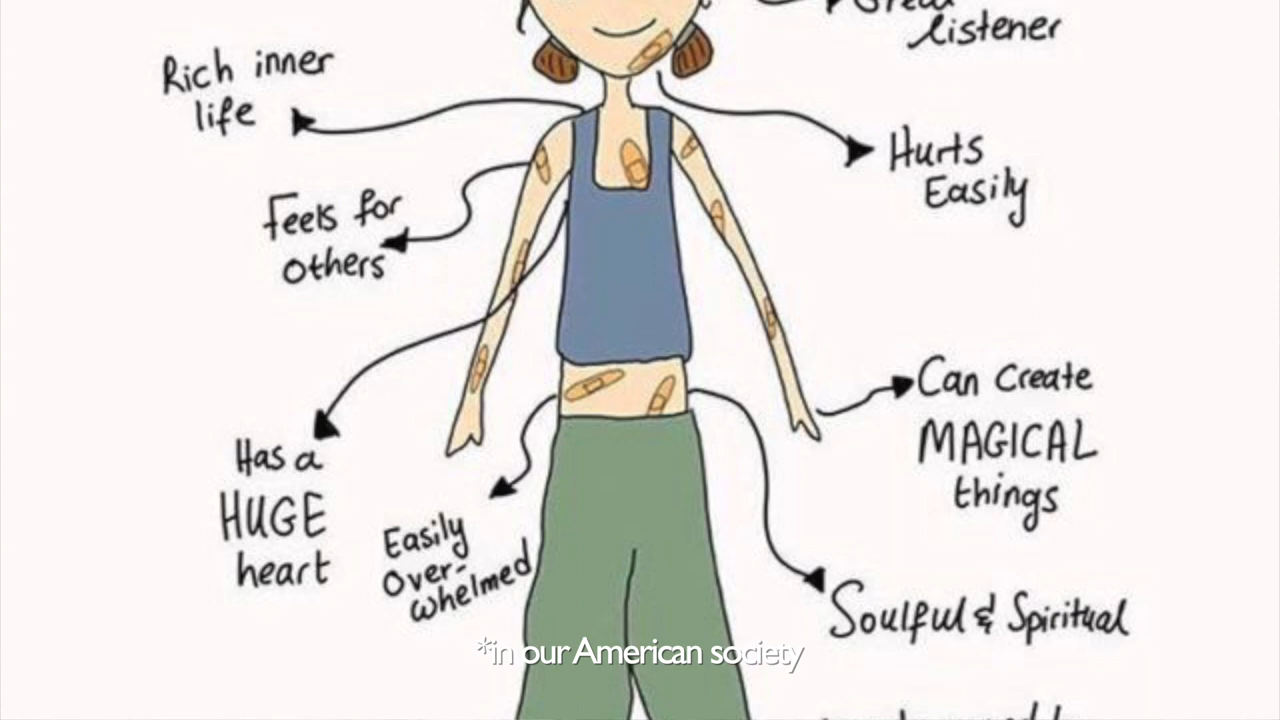 Great
listener
Rich inner
life
Hurts
Easily
Feels for
others
Can Create
MAGICAL
things
Has a
HUGE
heart
Easily
Over-
whelmed
Soulful & Spiritual
*in our American society